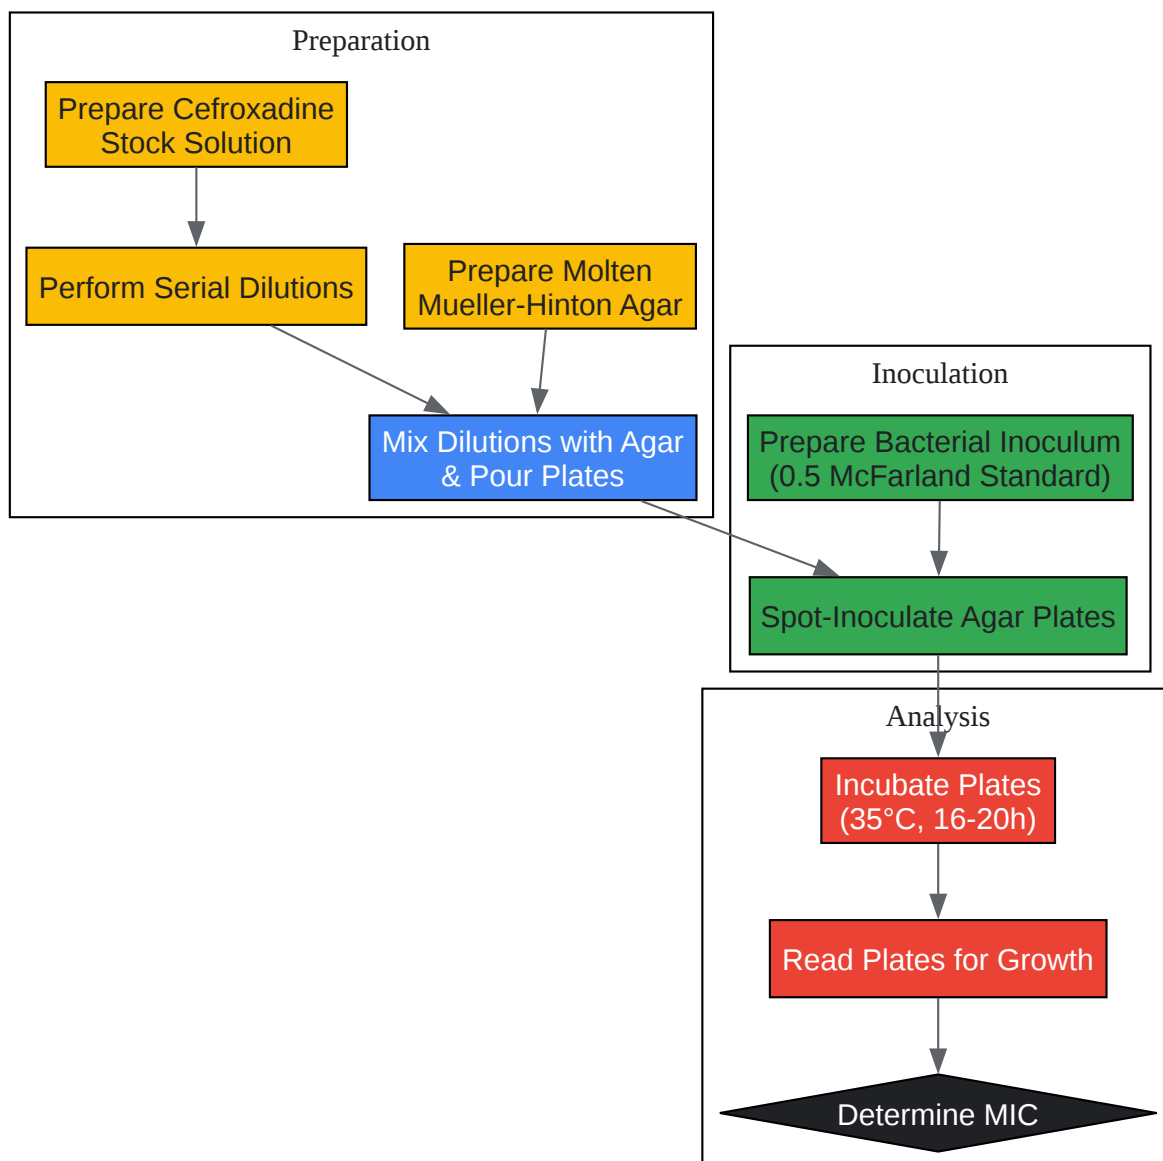 Preparation
Prepare Cefroxadine
Stock Solution
Perform Serial Dilutions
Prepare Molten
Mueller-Hinton Agar
Mix Dilutions with Agar
& Pour Plates
Inoculation
Prepare Bacterial Inoculum
(0.5 McFarland Standard)
Spot-Inoculate Agar Plates
Analysis
Incubate Plates
(35°C, 16-20h)
Read Plates for Growth
Determine MIC